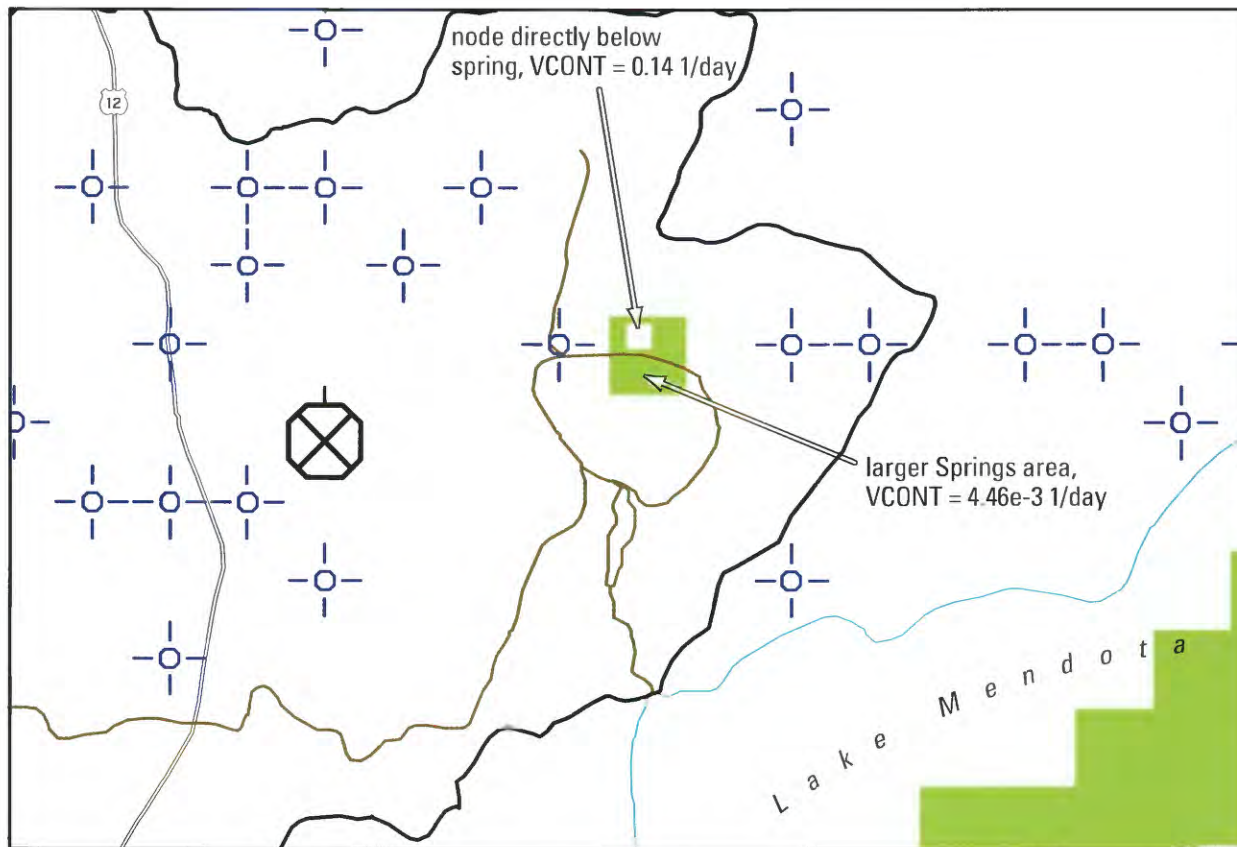 node directly below
spring, VCONT = 0.14 1/day
12
larger Springs area,
VCONT = 4.46e-3 1/day
Lake Mendota